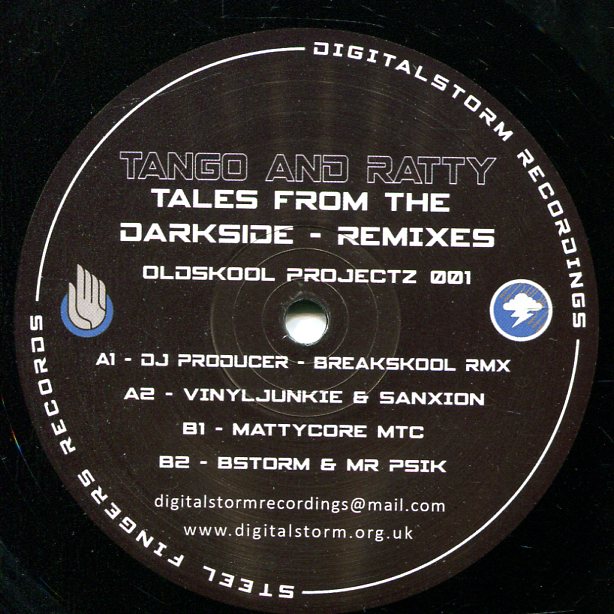 DIGITALSTORM RECORDINGS
TANGO AND RATTY
TALES FROM THE
DARKSIDE - REMIXES
OLDSKOOL PROJECTZ 001
A1 - DJ PRODUCER - BREAKSKOOL RMX
A2 - VINYLJUNKIE & SANXION
B1 - MATTYCORE MTC
B2 - BSTORM & MR PSIK
digitalstormrecordings@mail.com
www.digitalstorm.org.uk
STEEL FINGERS RECORDS